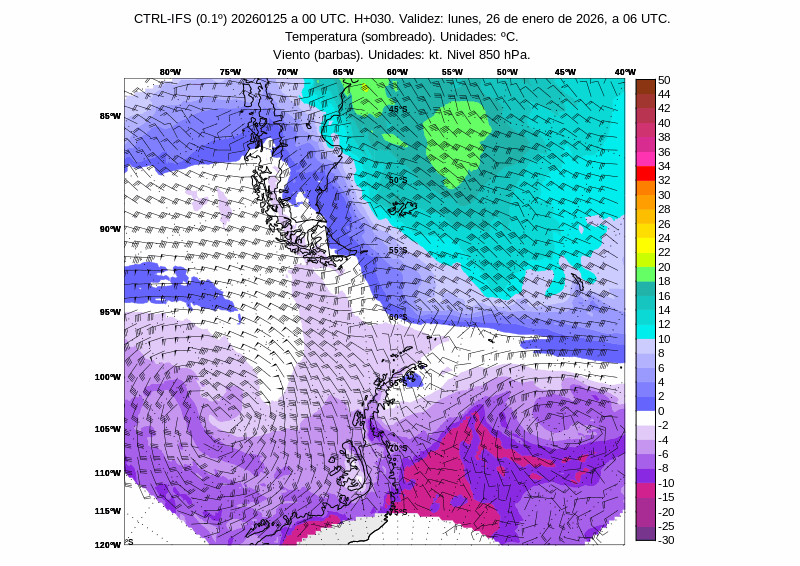 CTRL-IFS (0.1º) 20260125 a 00 UTC. H+030. Validez: lunes, 26 de enero de 2026, a 06 UTC.
Temperatura (sombreado). Unidades: ºC.
Viento (barbas). Unidades: kt. Nivel 850 hPa.
80°W 75°W 70°W 65°W 60°W 55°W 50°W 45°W 40°W
85°W
90°W
95°W
100°W
105°W
110°W
115°W
120°W
45°S
50°S
55°S
60°S
65°S
70°S
75°S
°S
50
44
42
40
38
36
34
32
30
28
26
24
22
20
18
16
14
12
10
8
6
4
2
0
-2
-4
-6
-8
-10
-15
-20
-25
-30